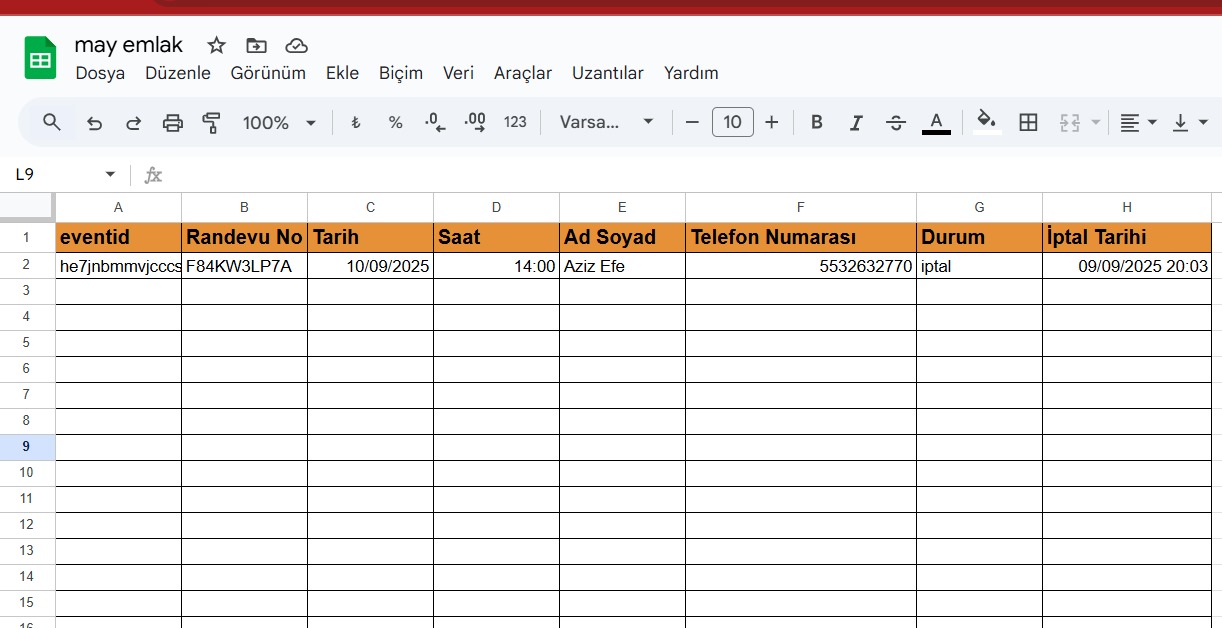 may emlak
Dosya Düzenle Görünüm Ekle Biçim Veri Araçlar Uzantılar Yardım
100% ₺ % .0 .00 123 Varsa... 10 B I S A
L9 fx
A B C D E F G H
1 eventid Randevu No Tarih Saat Ad Soyad Telefon Numarası Durum İptal Tarihi
2 he7jnbmmvjcccs F84KW3LP7A 10/09/2025 14:00 Aziz Efe 5532632770 iptal 09/09/2025 20:03
3
4
5
6
7
8
9
10
11
12
13
14
15
16